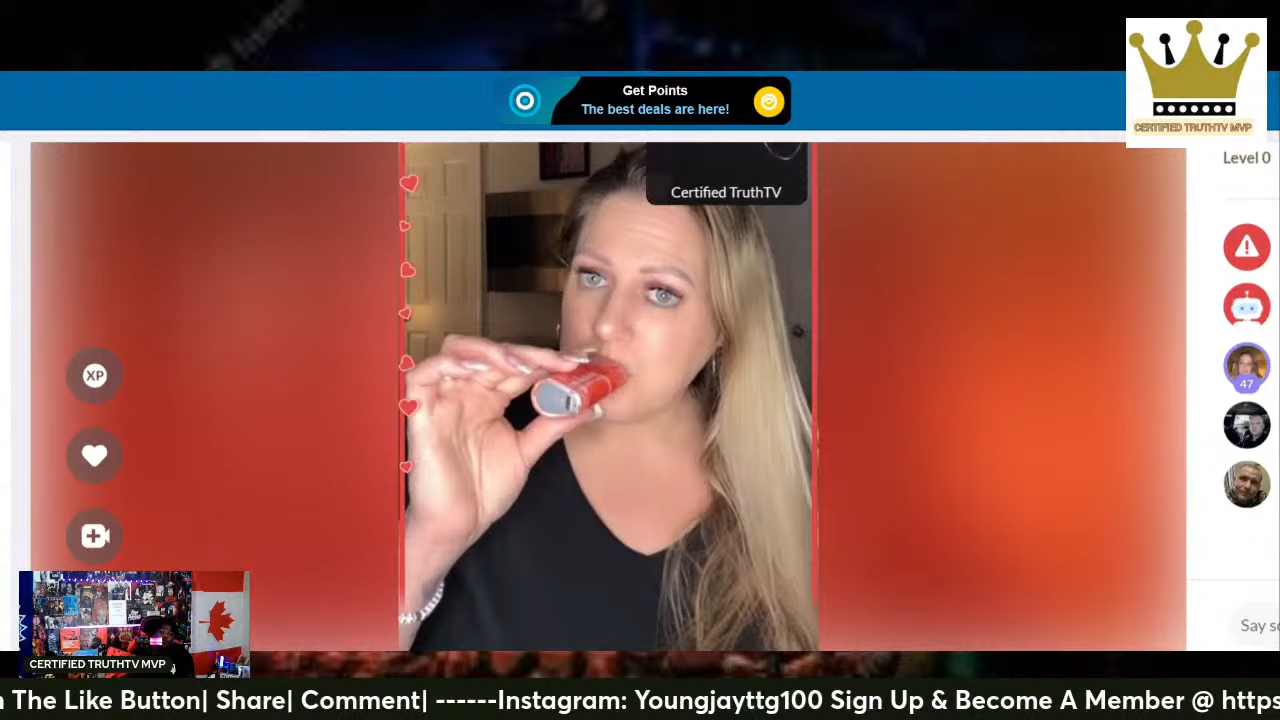 Get Points
The best deals are here!
CERTIFIED TRUTHTV MVP
Level 0
Certified TruthTV
XP
47
CERTIFIED TRUTHTV MVP
Say so
n The Like Button| Share| Comment| ------Instagram: Youngjayttg100 Sign Up & Become A Member @ https